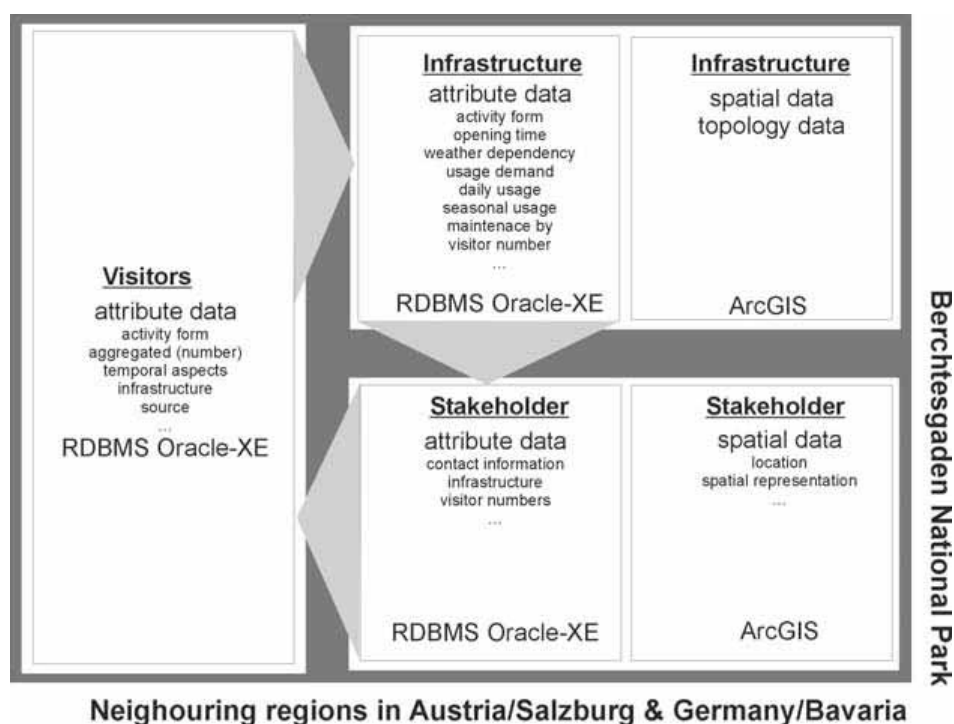 Visitors
attribute data
activity form
aggregated (number)
temporal aspects
infrastructure
source
...
RDBMS Oracle-XE
Infrastructure
attribute data
activity form
opening time
weather dependency
usage demand
daily usage
seasonal usage
maintenace by
visitor number
...
RDBMS Oracle-XE
Infrastructure
spatial data
topology data
ArcGIS
Stakeholder
attribute data
contact information
infrastructure
visitor numbers
...
RDBMS Oracle-XE
Stakeholder
spatial data
location
spatial representation
...
ArcGIS
Berchtesgaden National Park
Neighouring regions in Austria/Salzburg & Germany/Bavaria